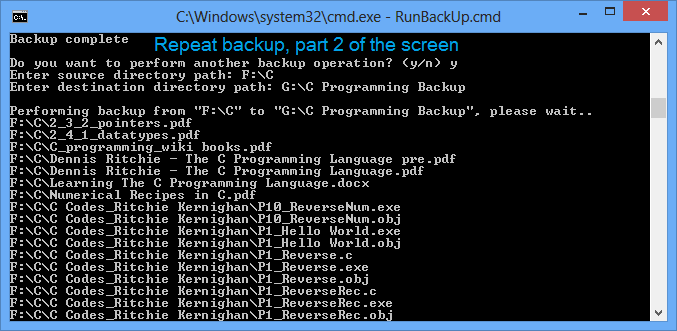 C:\Windows\system32\cmd.exe - RunBackUp.cmd
Backup complete
Repeat backup, part 2 of the screen
Do you want to perform another backup operation? (y/n) y
Enter source directory path: F:\C
Enter destination directory path: G:\C Programming Backup
Performing backup from "F:\C" to "G:\C Programming Backup", please wait..
F:\C\2_3_2_pointers.pdf
F:\C\2_4_1_datatypes.pdf
F:\C\C_programming_wiki books.pdf
F:\C\Dennis Ritchie - The C Programming Language pre.pdf
F:\C\Dennis Ritchie - The C Programming Language.pdf
F:\C\Learning The C Programming Language.docx
F:\C\Numerical Recipes in C.pdf
F:\C\C Codes_Ritchie Kernighan\P10_ReverseNum.exe
F:\C\C Codes_Ritchie Kernighan\P10_ReverseNum.obj
F:\C\C Codes_Ritchie Kernighan\P1_Hello World.exe
F:\C\C Codes_Ritchie Kernighan\P1_Hello World.obj
F:\C\C Codes_Ritchie Kernighan\P1_Reverse.c
F:\C\C Codes_Ritchie Kernighan\P1_Reverse.exe
F:\C\C Codes_Ritchie Kernighan\P1_Reverse.obj
F:\C\C Codes_Ritchie Kernighan\P1_ReverseRec.c
F:\C\C Codes_Ritchie Kernighan\P1_ReverseRec.exe
F:\C\C Codes_Ritchie Kernighan\P1_ReverseRec.obj